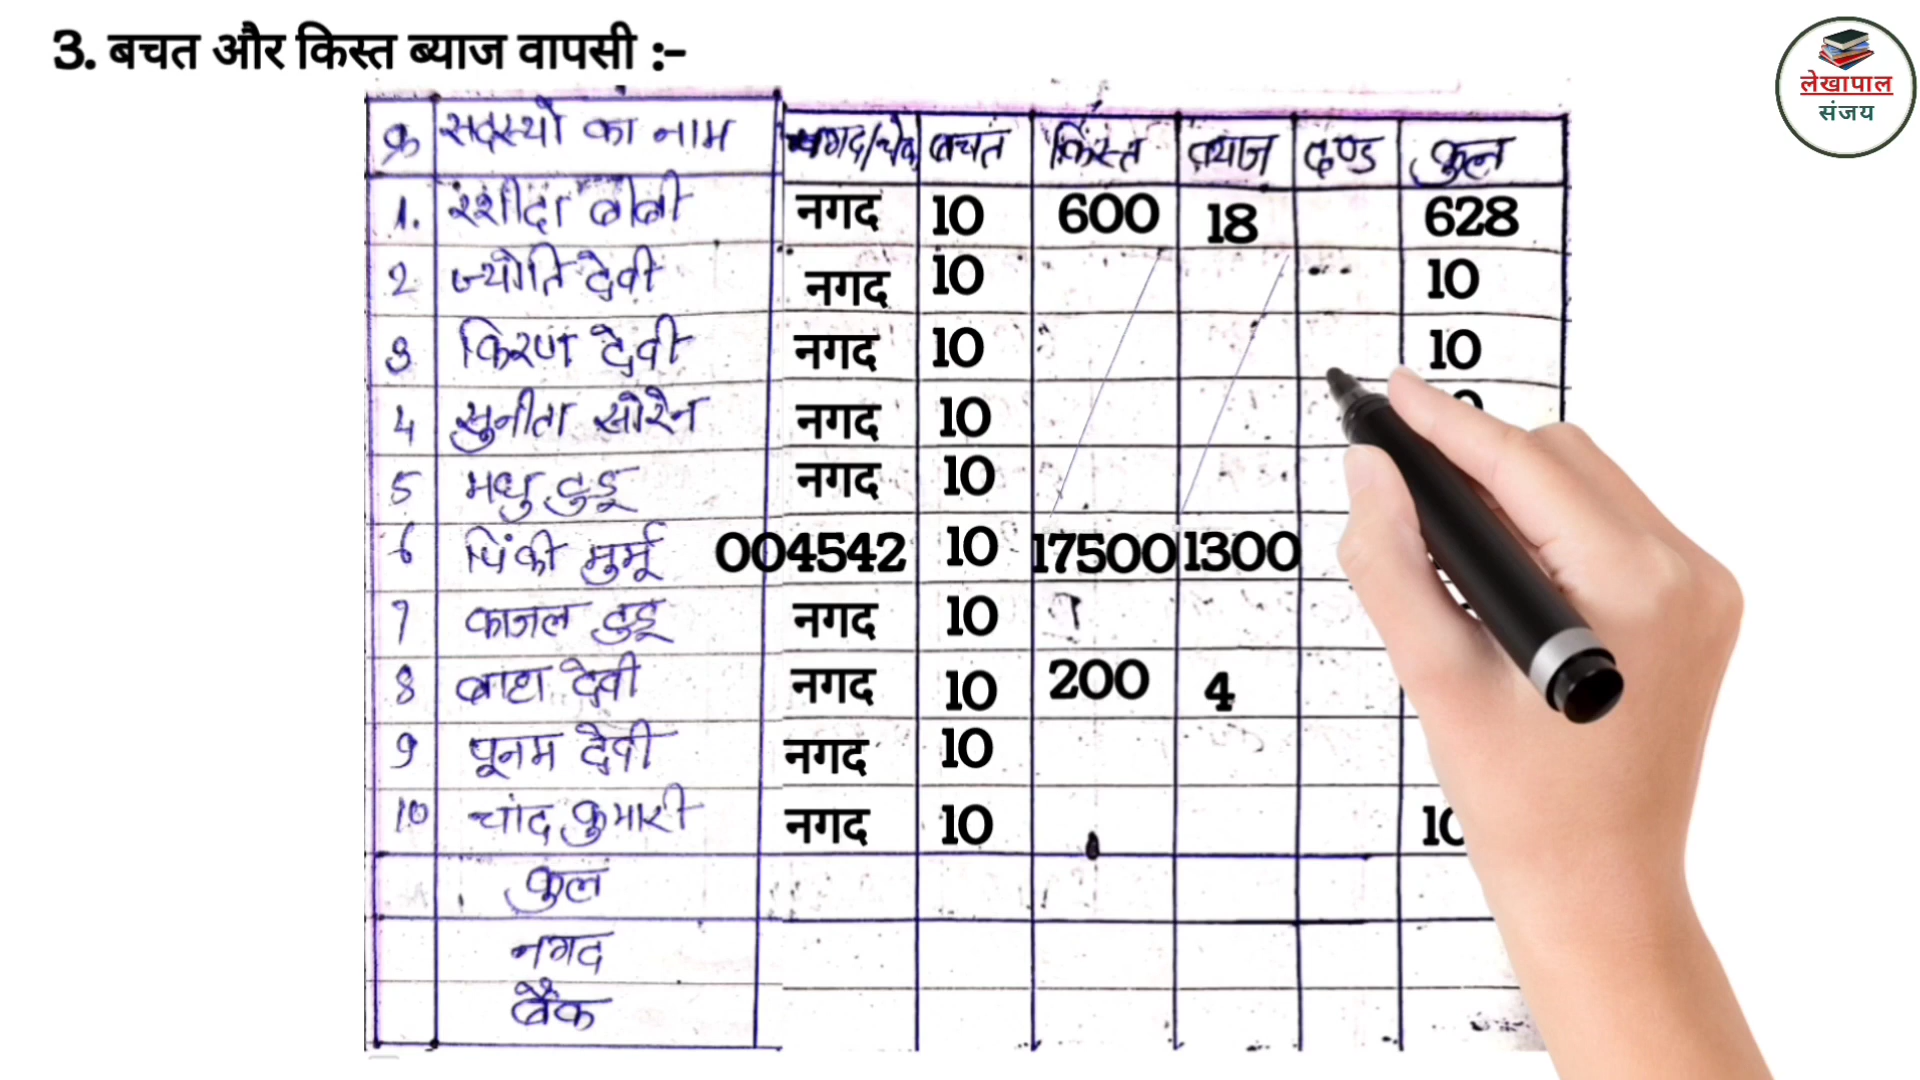 3. बचत और किस्त ब्याज वापसी :-
लेखापाल
संजय
क्र सदस्यो का नाम नगद/चेक बचत किस्त ब्याज दण्ड कुल
1. रशीदा बीबी नगद 10 600 18 628
2 ज्योति देवी नगद 10 10
3 किरण देवी नगद 10 10
4 सुनीता सोरेन नगद 10
5 मधु टुडू नगद 10
6 पिंकी मुर्मू 004542 10 17500 1300
7 काजल टुडू नगद 10
8 बाहा देवी नगद 10 200 4
9 पूनम देवी नगद 10
10 चांद कुमारी नगद 10 10
कुल
नगद
बैंक